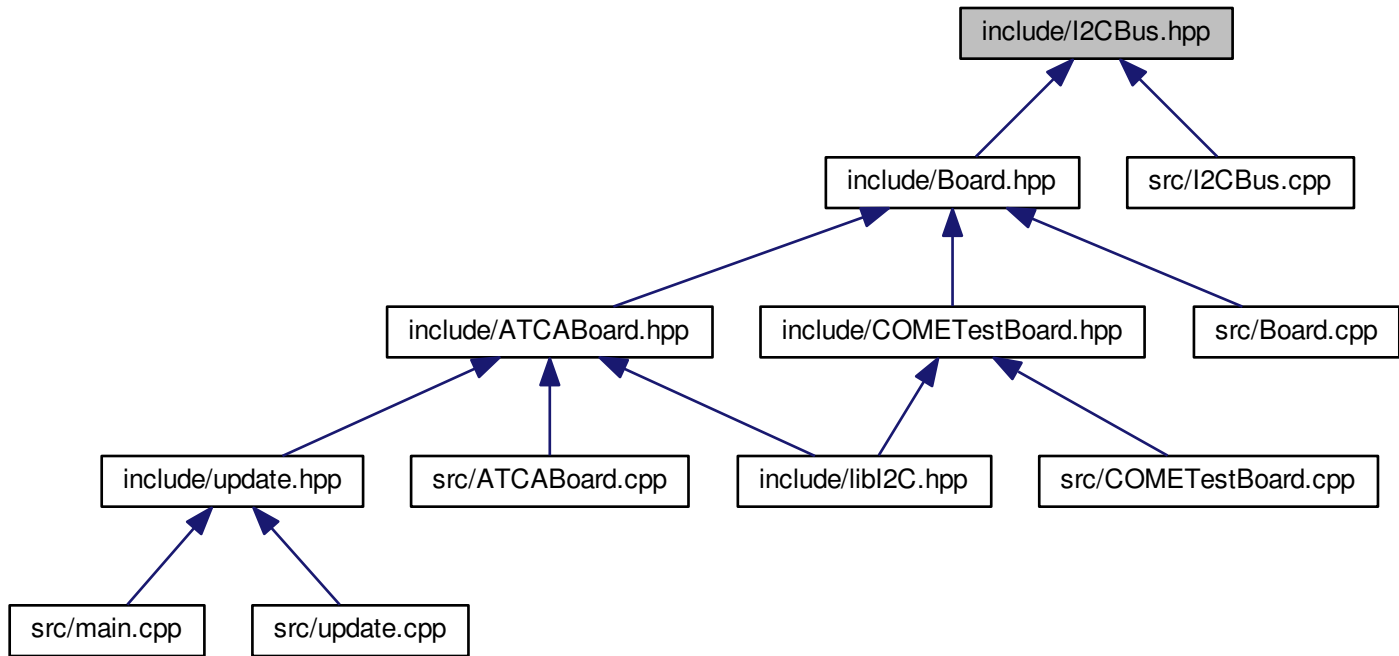 include/I2CBus.hpp
include/Board.hpp
src/I2CBus.cpp
include/ATCABoard.hpp
include/COMETestBoard.hpp
src/Board.cpp
include/update.hpp
src/ATCABoard.cpp
include/libI2C.hpp
src/COMETestBoard.cpp
src/main.cpp
src/update.cpp